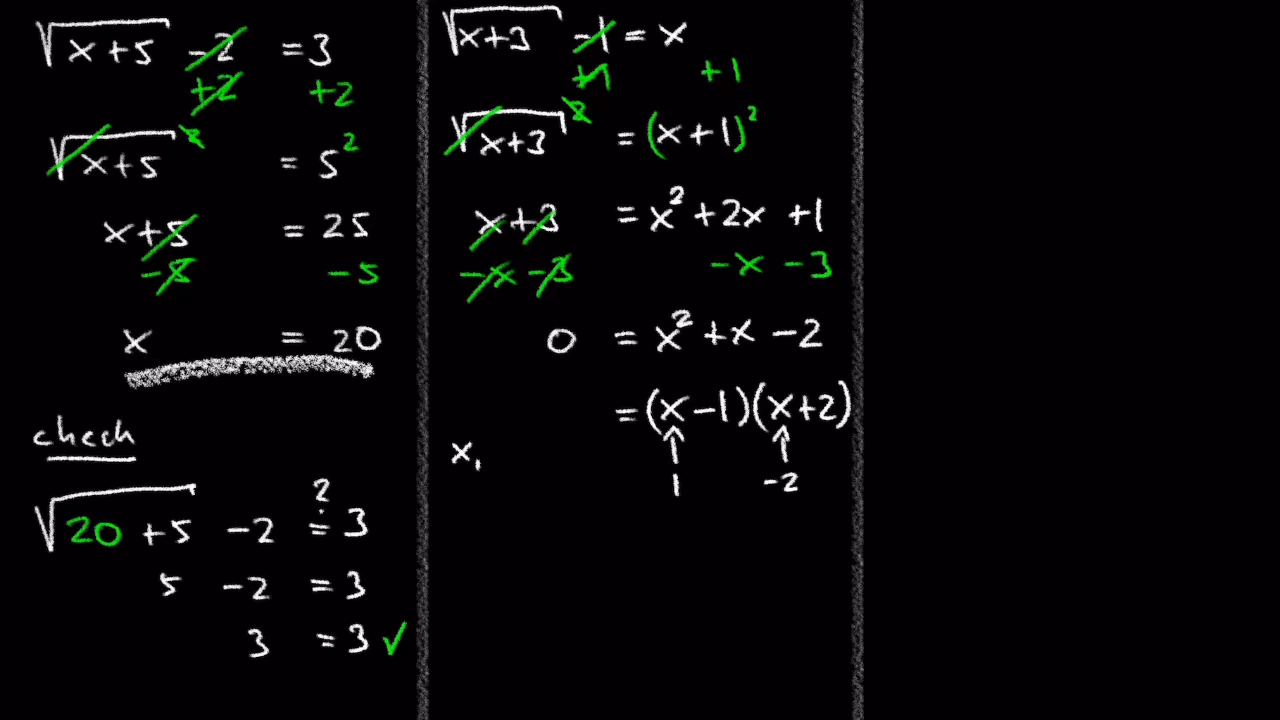 √(x+5) -2 = 3
+2 +2
√(x+5)² = 5²
x+5 = 25
-5 -5
x = 20
check
√(20+5) -2 ≟ 3
5 -2 = 3
3 = 3 ✓
√(x+3) -1 = x
+1 +1
√(x+3)² = (x+1)²
x+3 = x² +2x +1
-x -3 -x -3
0 = x² +x -2
= (x-1)(x+2)
x₁ ↑ ↑
1 -2